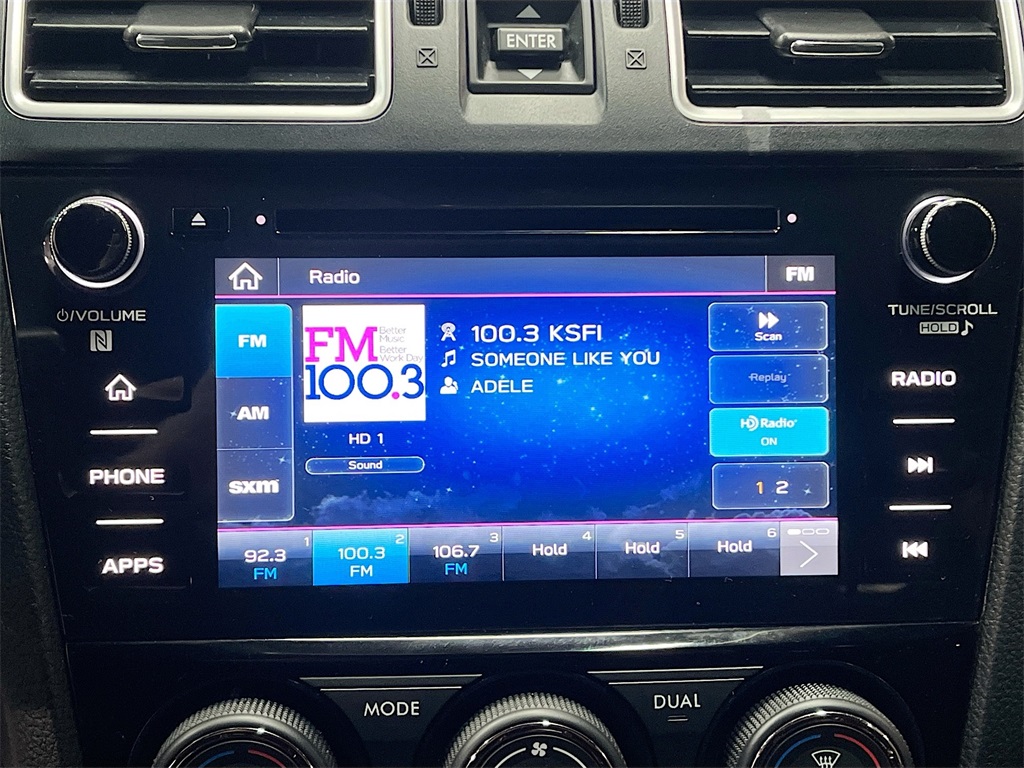 ENTER
VOLUME
TUNE/SCROLL
HOLD
N
Radio
FM
FM
AM
sxm
FM Better Music Better Work Day
100.3
HD 1
Sound
100.3 KSFI
SOMEONE LIKE YOU
ADELE
Scan
Replay
HD Radio
ON
1 2
1
92.3
FM
2
100.3
FM
3
106.7
FM
4
Hold
5
Hold
6
Hold
PHONE
APPS
RADIO
MODE
DUAL